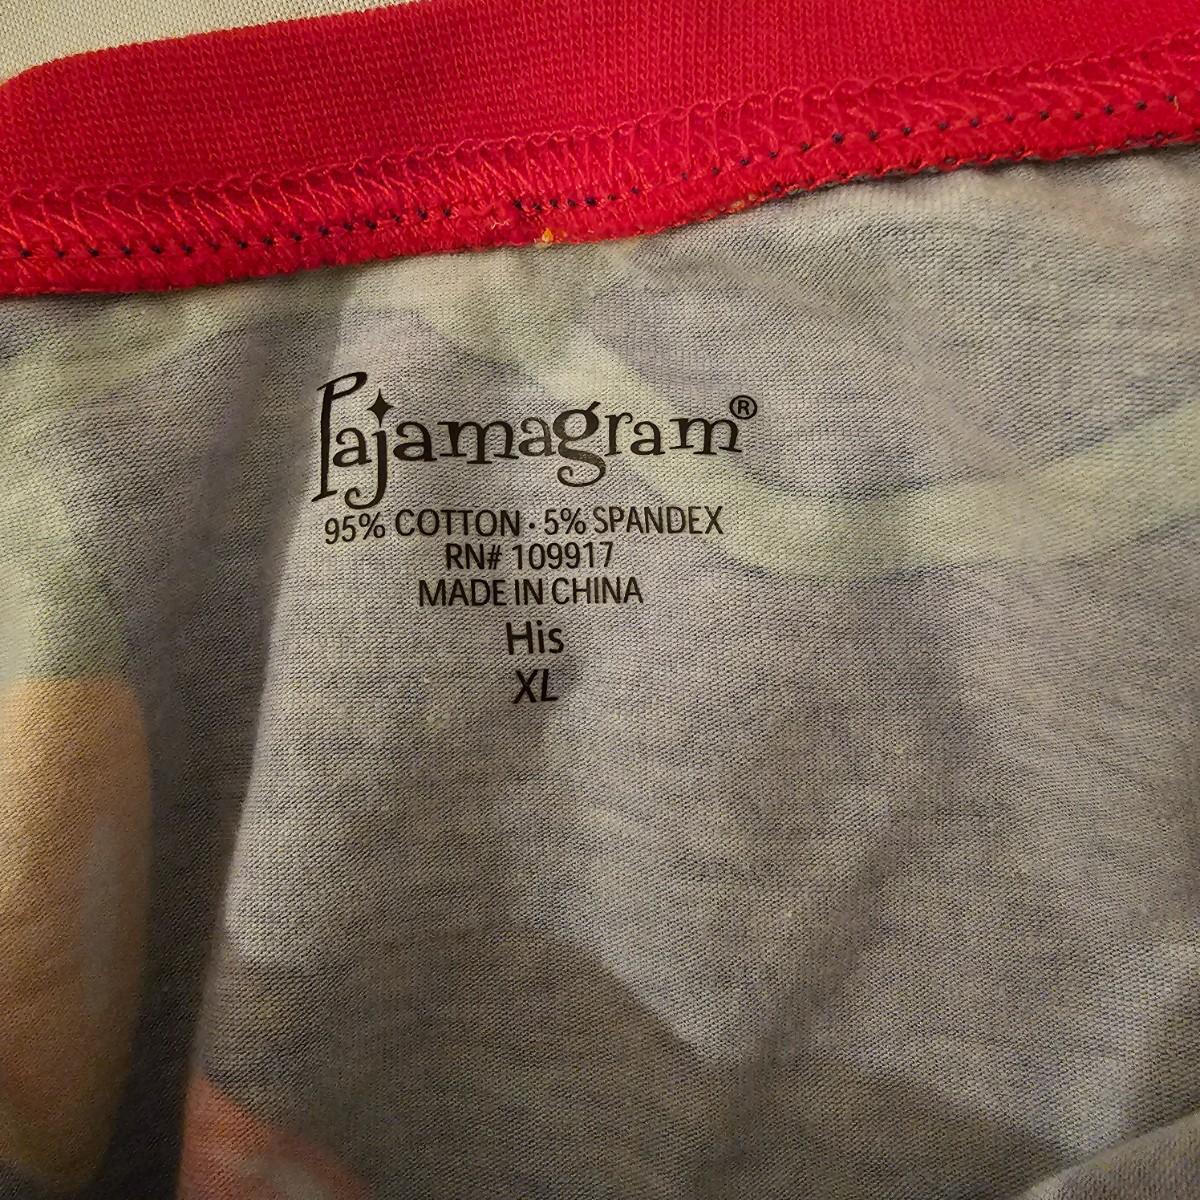 Pajamagram®
95% COTTON · 5% SPANDEX
RN# 109917
MADE IN CHINA
His
XL